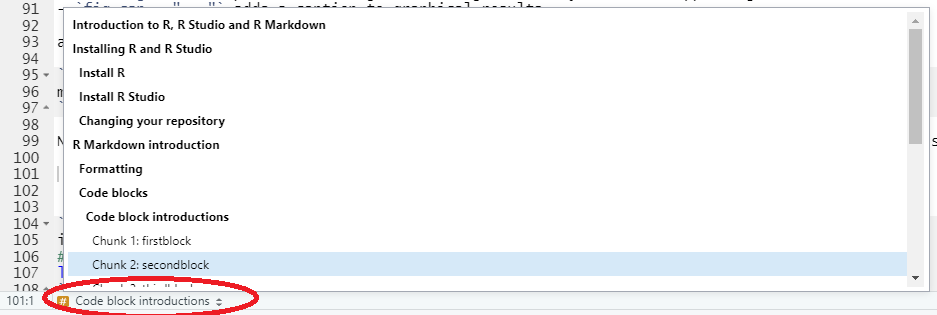 91
- `fig.cap = "..."` adds a caption to graphical results
92
Introduction to R, R Studio and R Markdown
93 a
Installing R and R Studio
94
95 `
Install R
96 m
Install R Studio
97 `
Changing your repository
98
99 N
R Markdown introduction
s
100
101
Formatting
102
Code blocks
103
Code block introductions
104 `
105 i
Chunk 1: firstblock
106 #
Chunk 2: secondblock
107
108
101:1 # Code block introductions